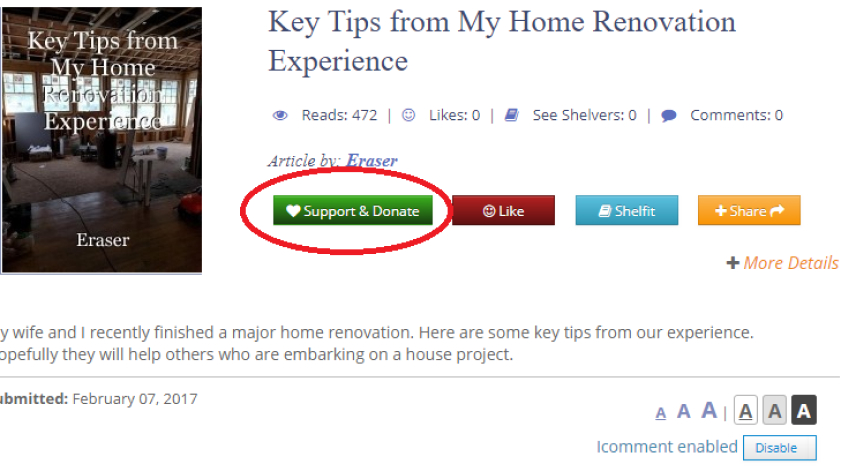 Key Tips from
My Home
Renovation
Experience
Eraser
Key Tips from My Home Renovation
Experience
Reads: 472 | Likes: 0 | See Shelvers: 0 | Comments: 0
Article by: Eraser
Support & Donate Like Shelfit Share
More Details
y wife and I recently finished a major home renovation. Here are some key tips from our experience.
opefully they will help others who are embarking on a house project.
ubmitted: February 07, 2017
A A A | A A A
Icomment enabled Disable